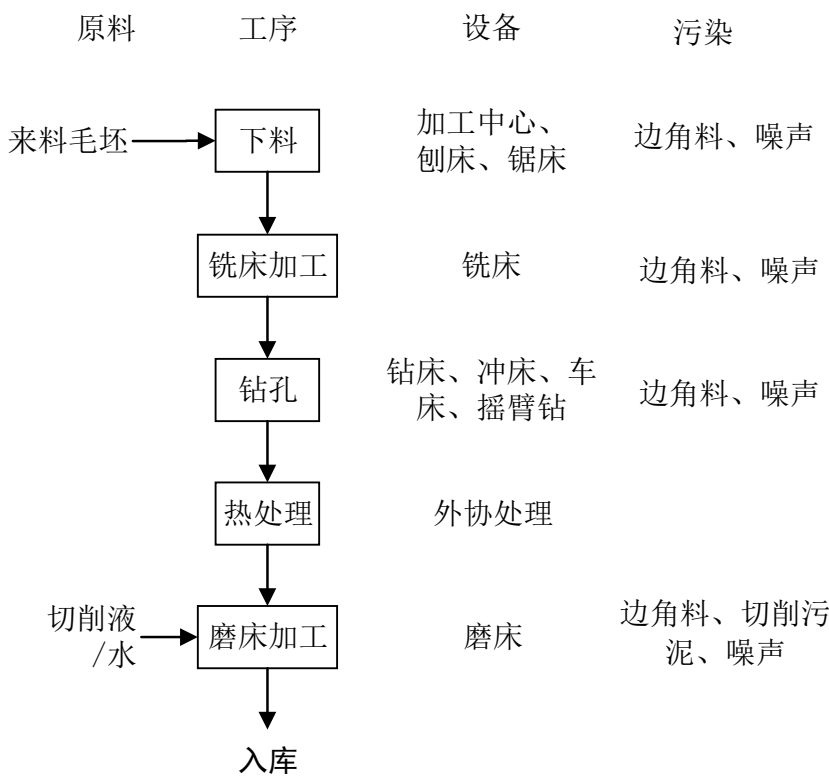 原料 工序 设备 污染
来料毛坯 下料 加工中心、
刨床、锯床 边角料、噪声
铣床加工 铣床 边角料、噪声
钻孔 钻床、冲床、车
床、摇臂钻 边角料、噪声
热处理 外协处理
切削液
/水 磨床加工 磨床 边角料、切削污
泥、噪声
入库